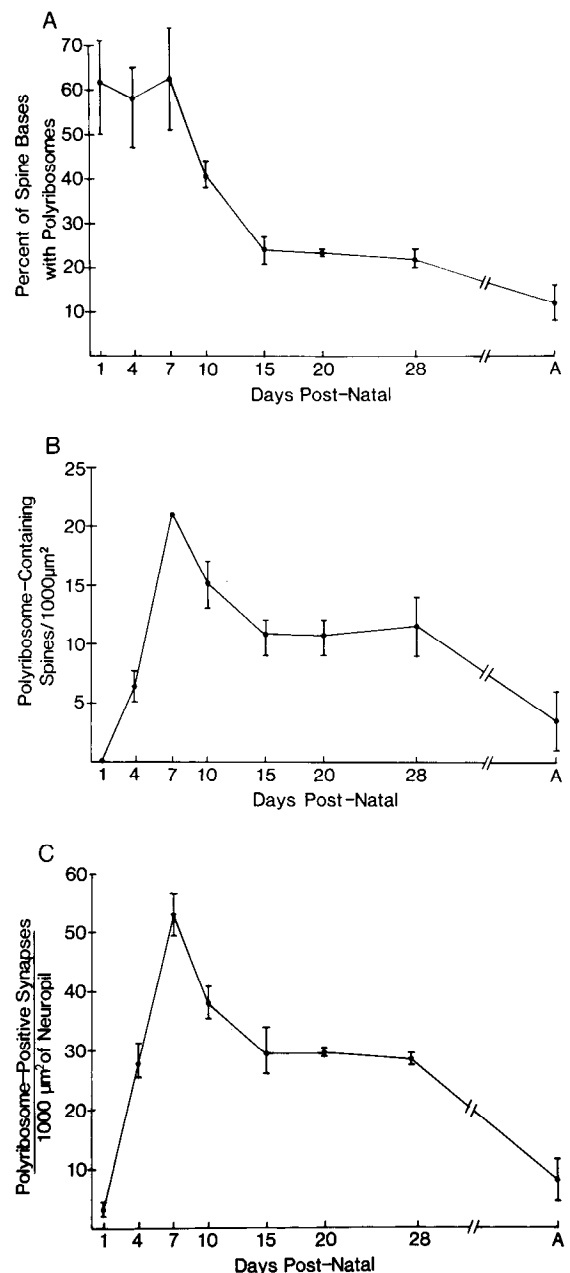 A
70
60
50
40
30
20
10
Percent of Spine Bases
with Polyribosomes
1 4 7 10 15 20 28 A
Days Post-Natal
B
25
20
15
10
5
Polyribosome-Containing
Spines/1000µm²
1 4 7 10 15 20 28 A
Days Post-Natal
C
60
50
40
30
20
10
Polyribosome-Positive Synapses
1000 µm² of Neuropil
1 4 7 10 15 20 28 A
Days Post-Natal